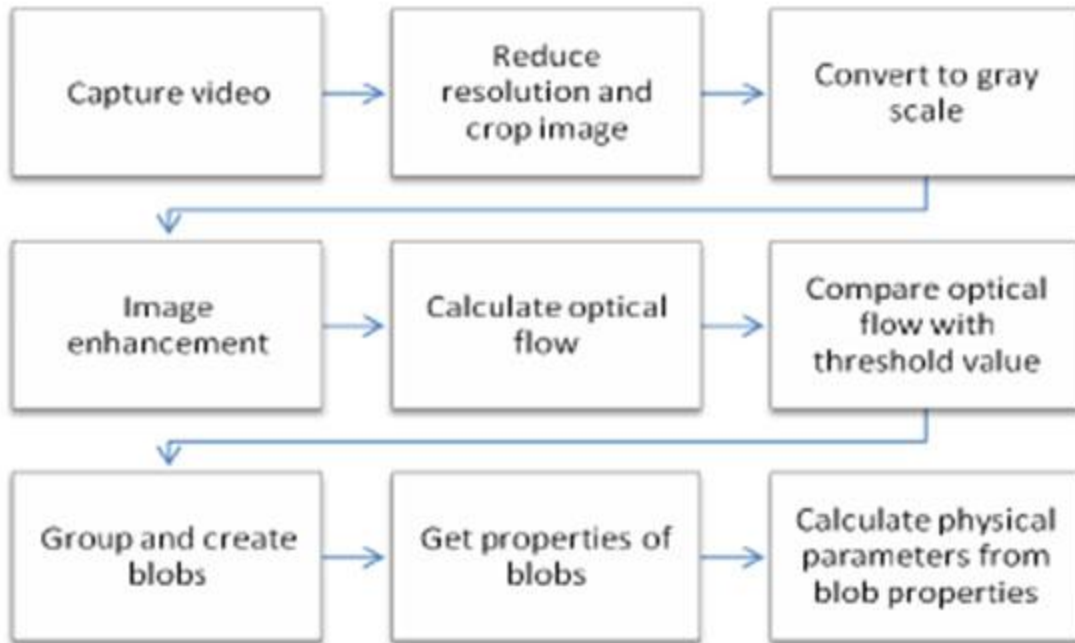 Capture video
Reduce
resolution and
crop image
Convert to gray
scale
Image
enhancement
Calculate optical
flow
Compare optical
flow with
threshold value
Group and create
blobs
Get properties of
blobs
Calculate physical
parameters from
blob properties